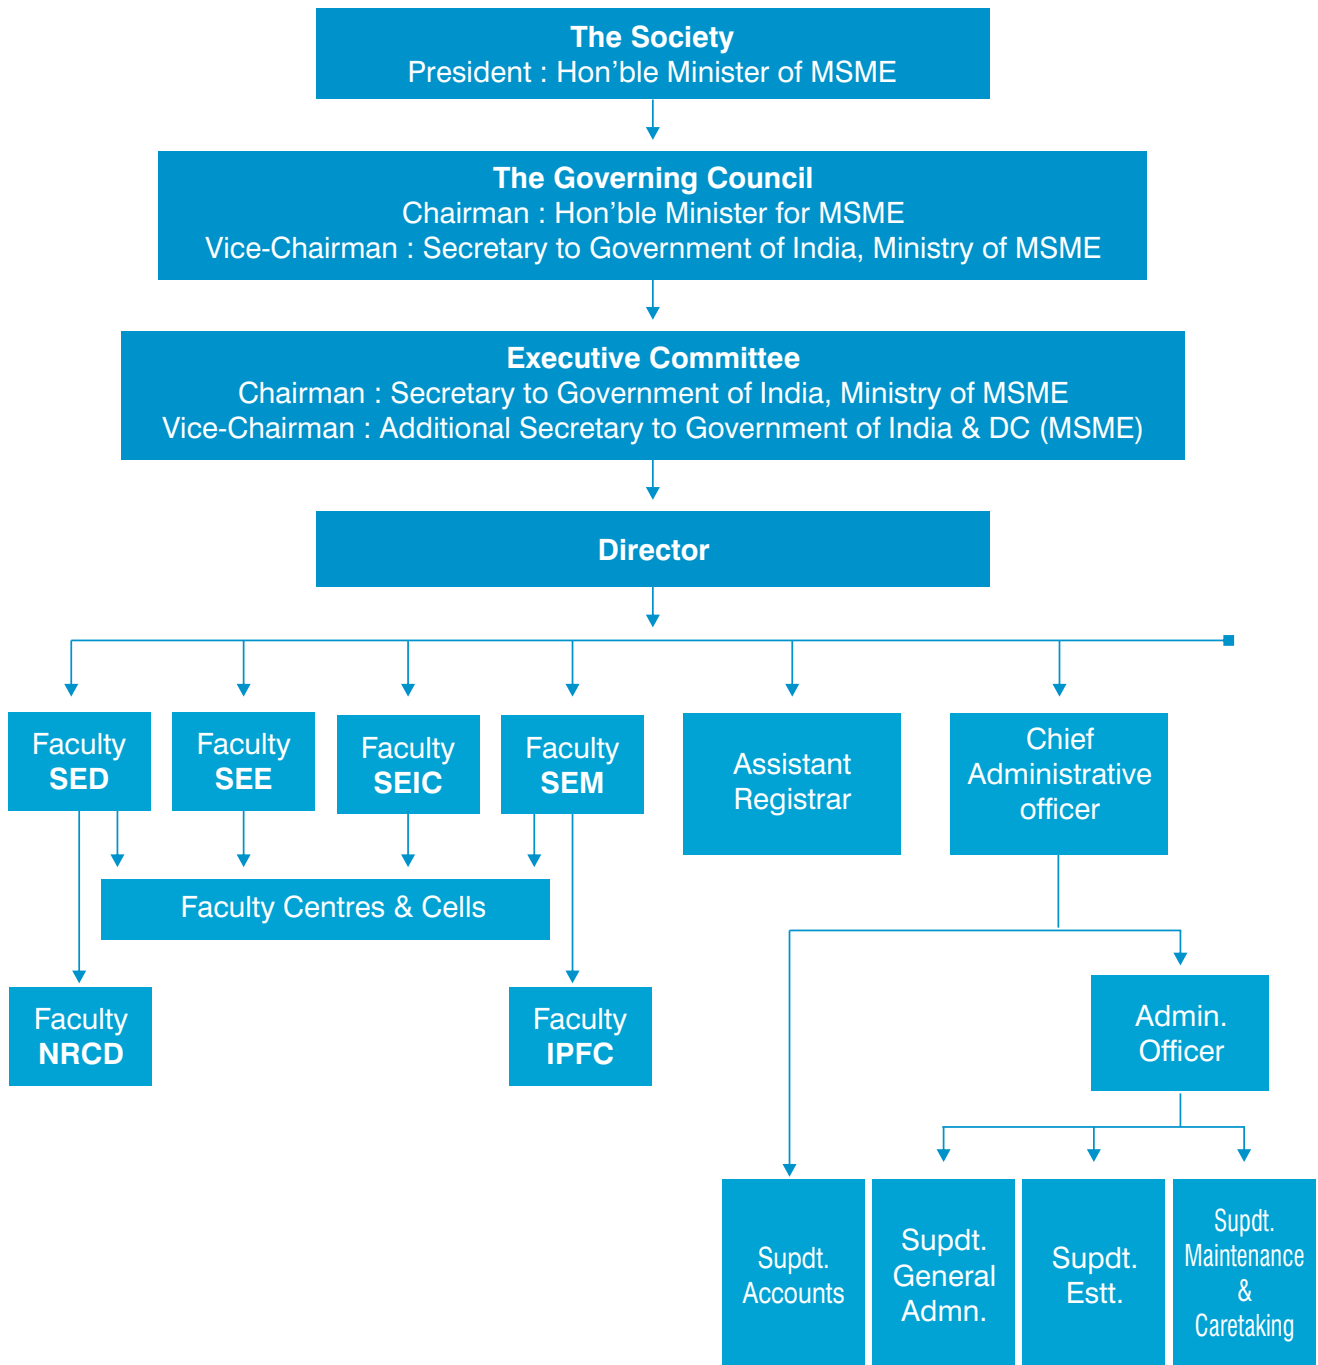 The Society
President : Hon’ble Minister of MSME
The Governing Council
Chairman : Hon’ble Minister for MSME
Vice-Chairman : Secretary to Government of India, Ministry of MSME
Executive Committee
Chairman : Secretary to Government of India, Ministry of MSME
Vice-Chairman : Additional Secretary to Government of India & DC (MSME)
Director
Faculty
SED
Faculty
SEE
Faculty
SEIC
Faculty
SEM
Assistant
Registrar
Chief
Administrative
officer
Faculty Centres & Cells
Faculty
NRCD
Faculty
IPFC
Admin.
Officer
Supdt.
Accounts
Supdt.
General
Admn.
Supdt.
Estt.
Supdt.
Maintenance
&
Caretaking